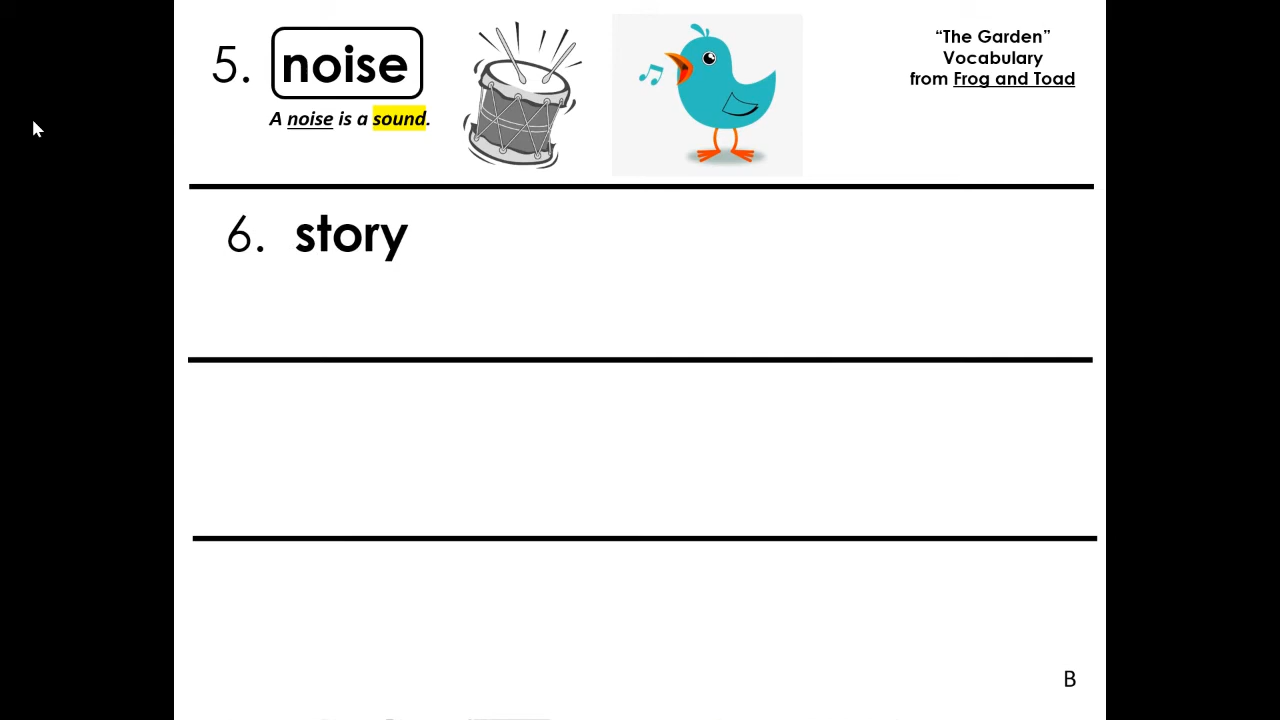 5. noise
A noise is a sound.
"The Garden"
Vocabulary
from Frog and Toad
6. story
B